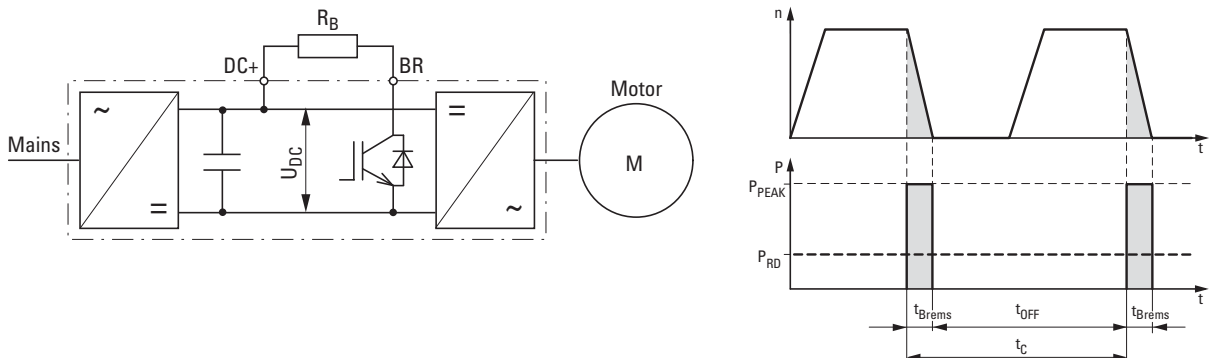 R_B
DC+
BR
Motor
~
=
Mains
U_DC
M
=
~
n
t
P
P_PEAK
P_RD
t
t_Brems
t_OFF
t_Brems
t_C